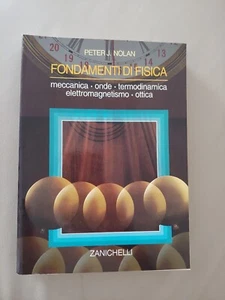 PETER J. NOLAN
FONDAMENTI DI FISICA
meccanica • onde • termodinamica
elettromagnetismo • ottica
ZANICHELLI